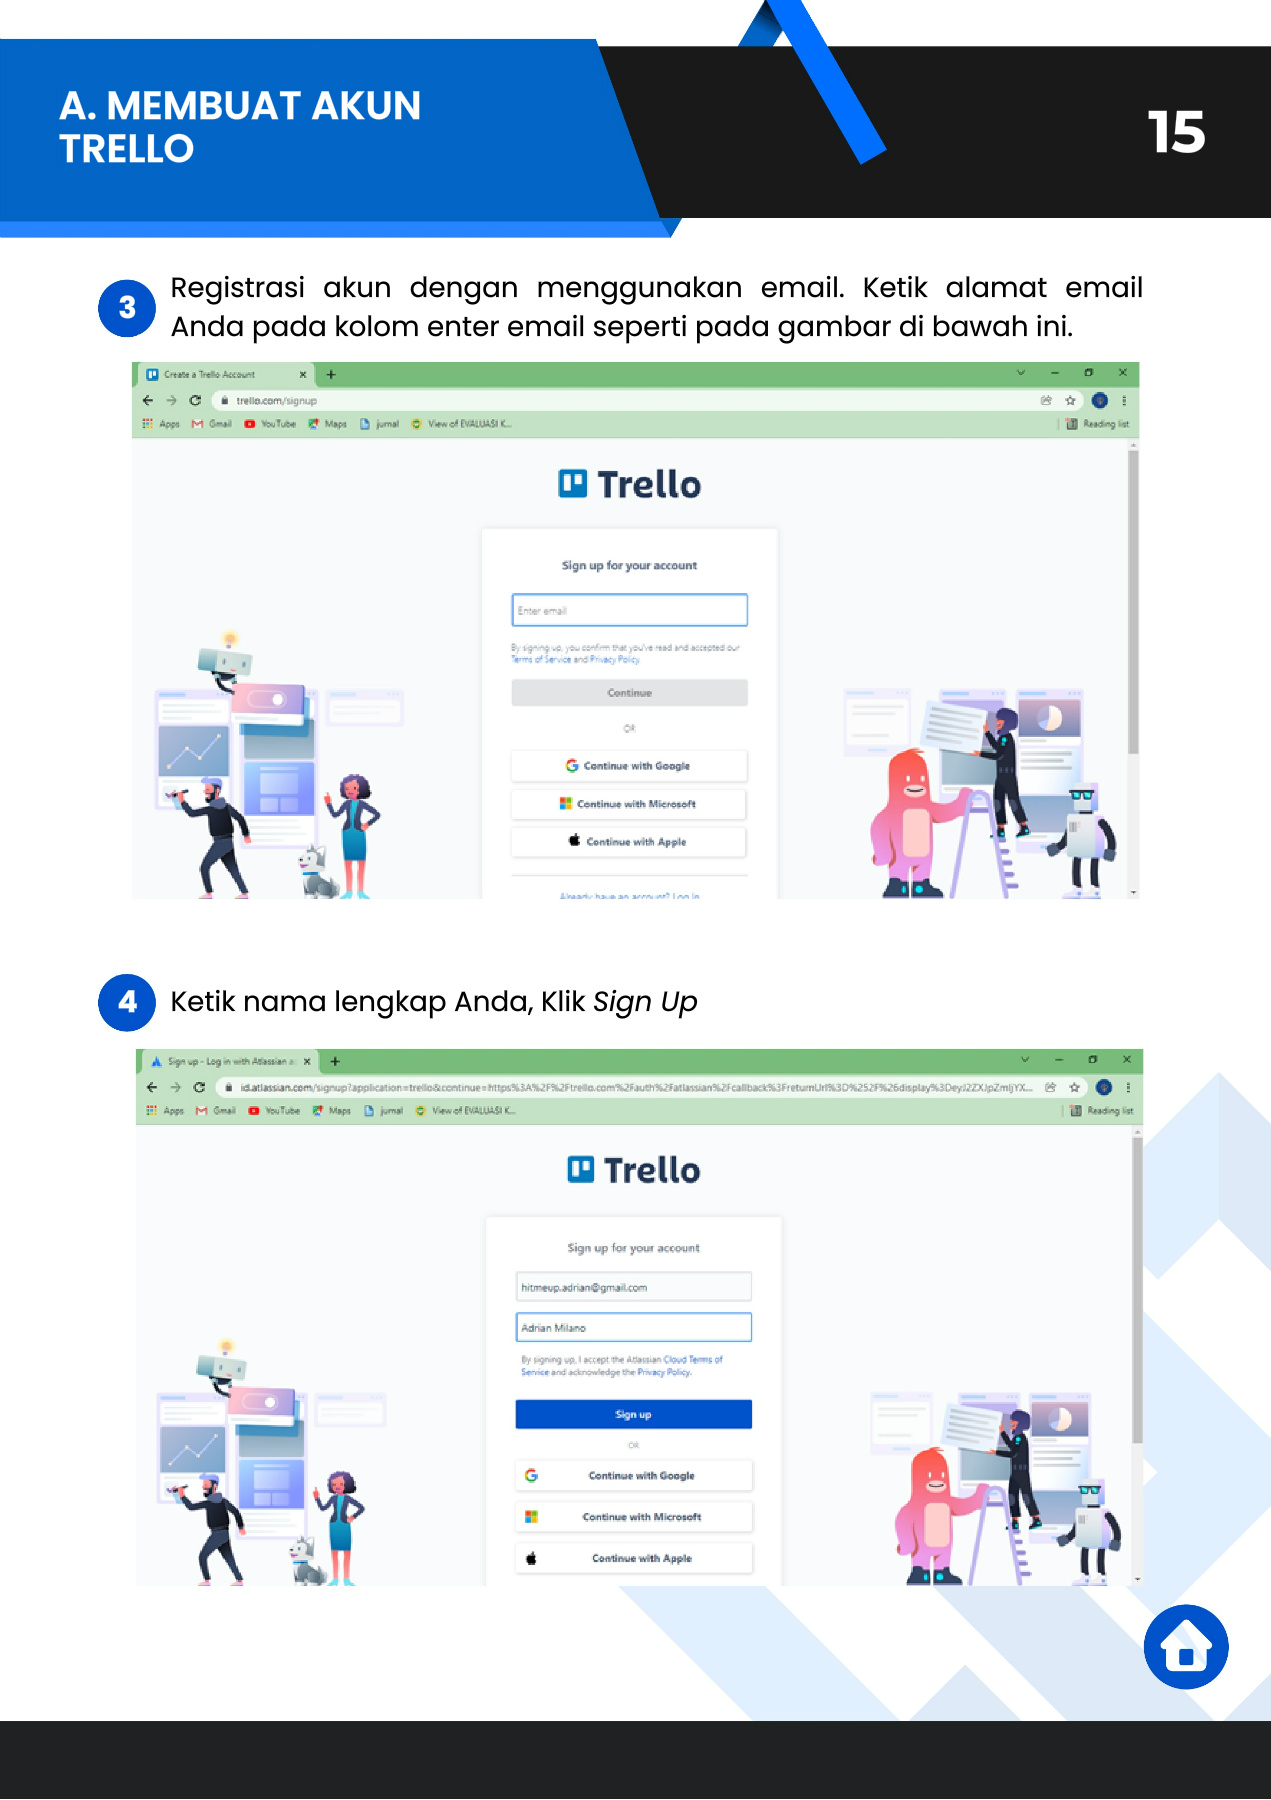 A. MEMBUAT AKUN
TRELLO
15
3
Registrasi akun dengan menggunakan email. Ketik alamat email
Anda pada kolom enter email seperti pada gambar di bawah ini.
Create a Trello Account
trello.com/signup
Apps Gmail YouTube Maps jurnal View of EVALUASI K...
Reading list
Trello
Sign up for your account
Enter email
By signing up, you confirm that you've read and accepted our
Terms of Service and Privacy Policy.
Continue
OR
Continue with Google
Continue with Microsoft
Continue with Apple
Already have an account? Log In
4
Ketik nama lengkap Anda, Klik Sign Up
Sign up - Log in with Atlassian ac
id.atlassian.com/signup?application=trello&continue=https%3A%2F%2Ftrello.com%2Fauth%2Fatlassian%2Fcallback%3FreturnUrl%3D%252F%26display%3DeyJ2ZXJpZmljYX...
Apps Gmail YouTube Maps jurnal View of EVALUASI K...
Reading list
Trello
Sign up for your account
hitmeup.adrian@gmail.com
Adrian Milano
By signing up, I accept the Atlassian Cloud Terms of
Service and acknowledge the Privacy Policy.
Sign up
OR
Continue with Google
Continue with Microsoft
Continue with Apple